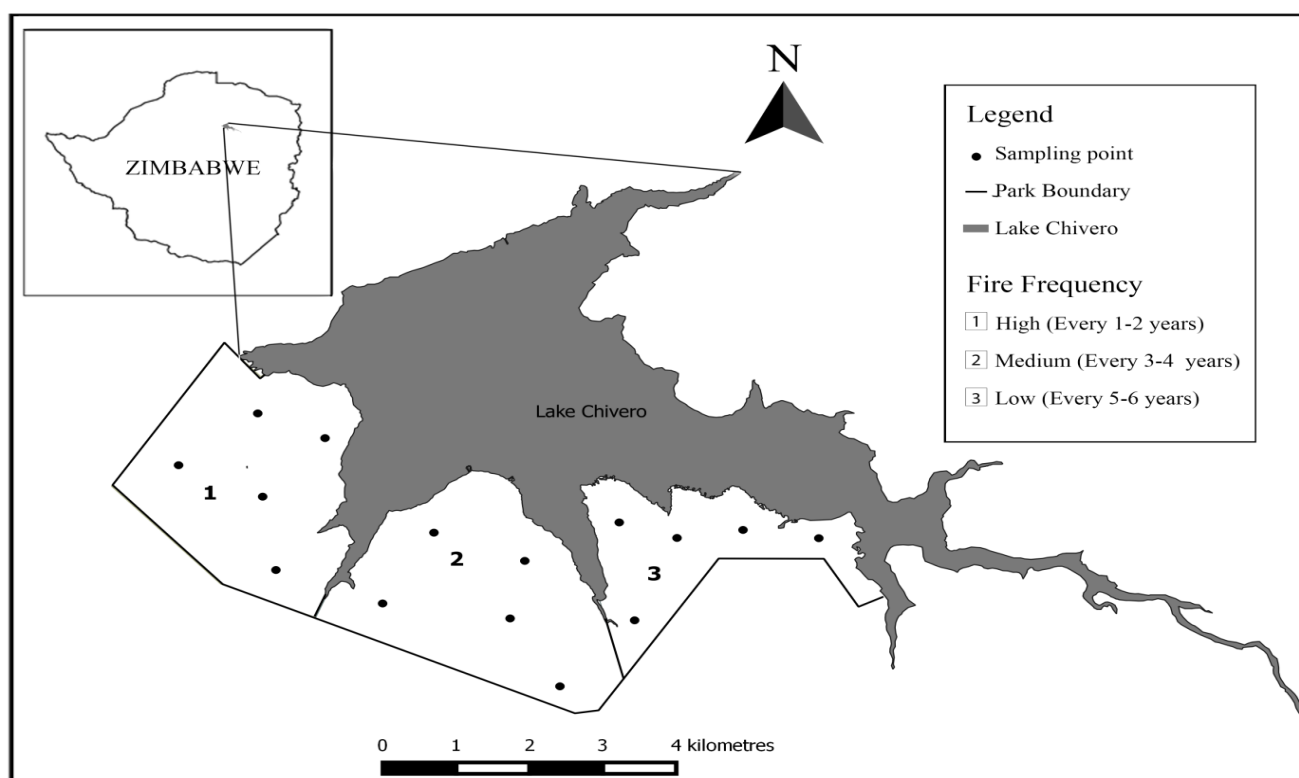 ZIMBABWE
N
Legend
Sampling point
Park Boundary
Lake Chivero
Fire Frequency
1 High (Every 1-2 years)
2 Medium (Every 3-4 years)
3 Low (Every 5-6 years)
Lake Chivero
1
2
3
0 1 2 3 4 kilometres